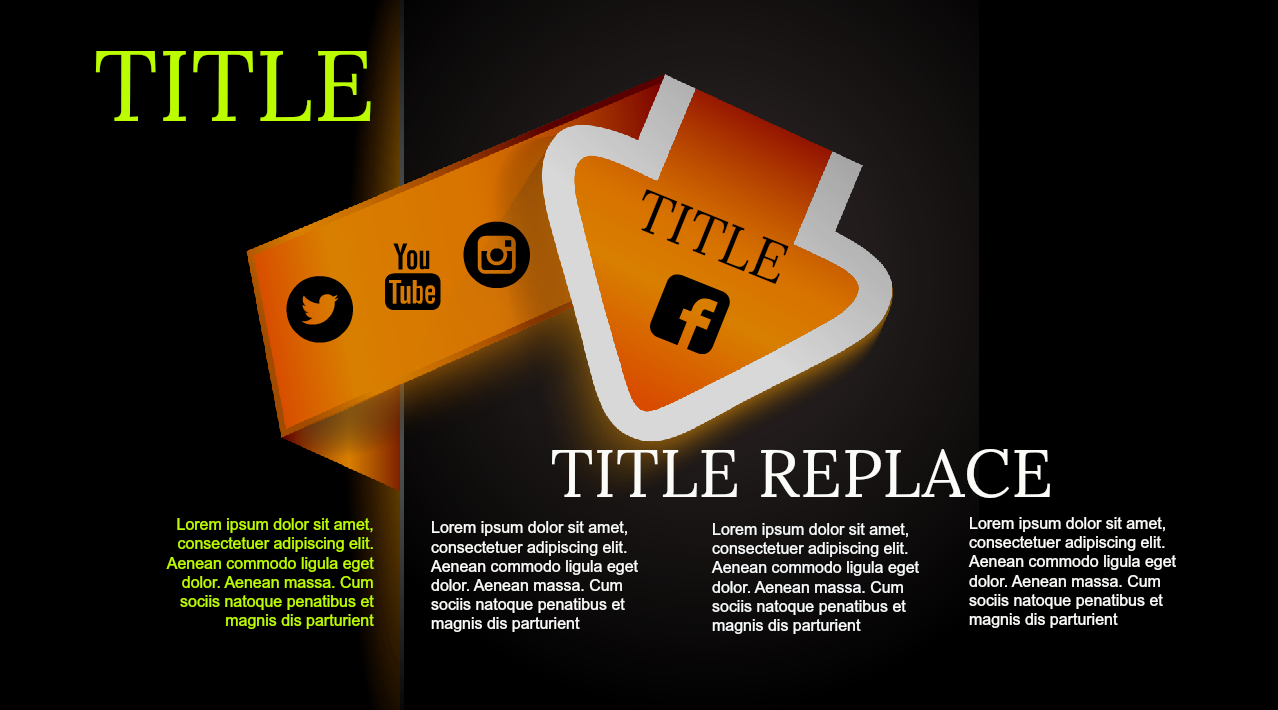 TITLE
You
Tube
TITLE
TITLE REPLACE
Lorem ipsum dolor sit amet,
consectetuer adipiscing elit.
Aenean commodo ligula eget
dolor. Aenean massa. Cum
sociis natoque penatibus et
magnis dis parturient
Lorem ipsum dolor sit amet,
consectetuer adipiscing elit.
Aenean commodo ligula eget
dolor. Aenean massa. Cum
sociis natoque penatibus et
magnis dis parturient
Lorem ipsum dolor sit amet,
consectetuer adipiscing elit.
Aenean commodo ligula eget
dolor. Aenean massa. Cum
sociis natoque penatibus et
magnis dis parturient
Lorem ipsum dolor sit amet,
consectetuer adipiscing elit.
Aenean commodo ligula eget
dolor. Aenean massa. Cum
sociis natoque penatibus et
magnis dis parturient